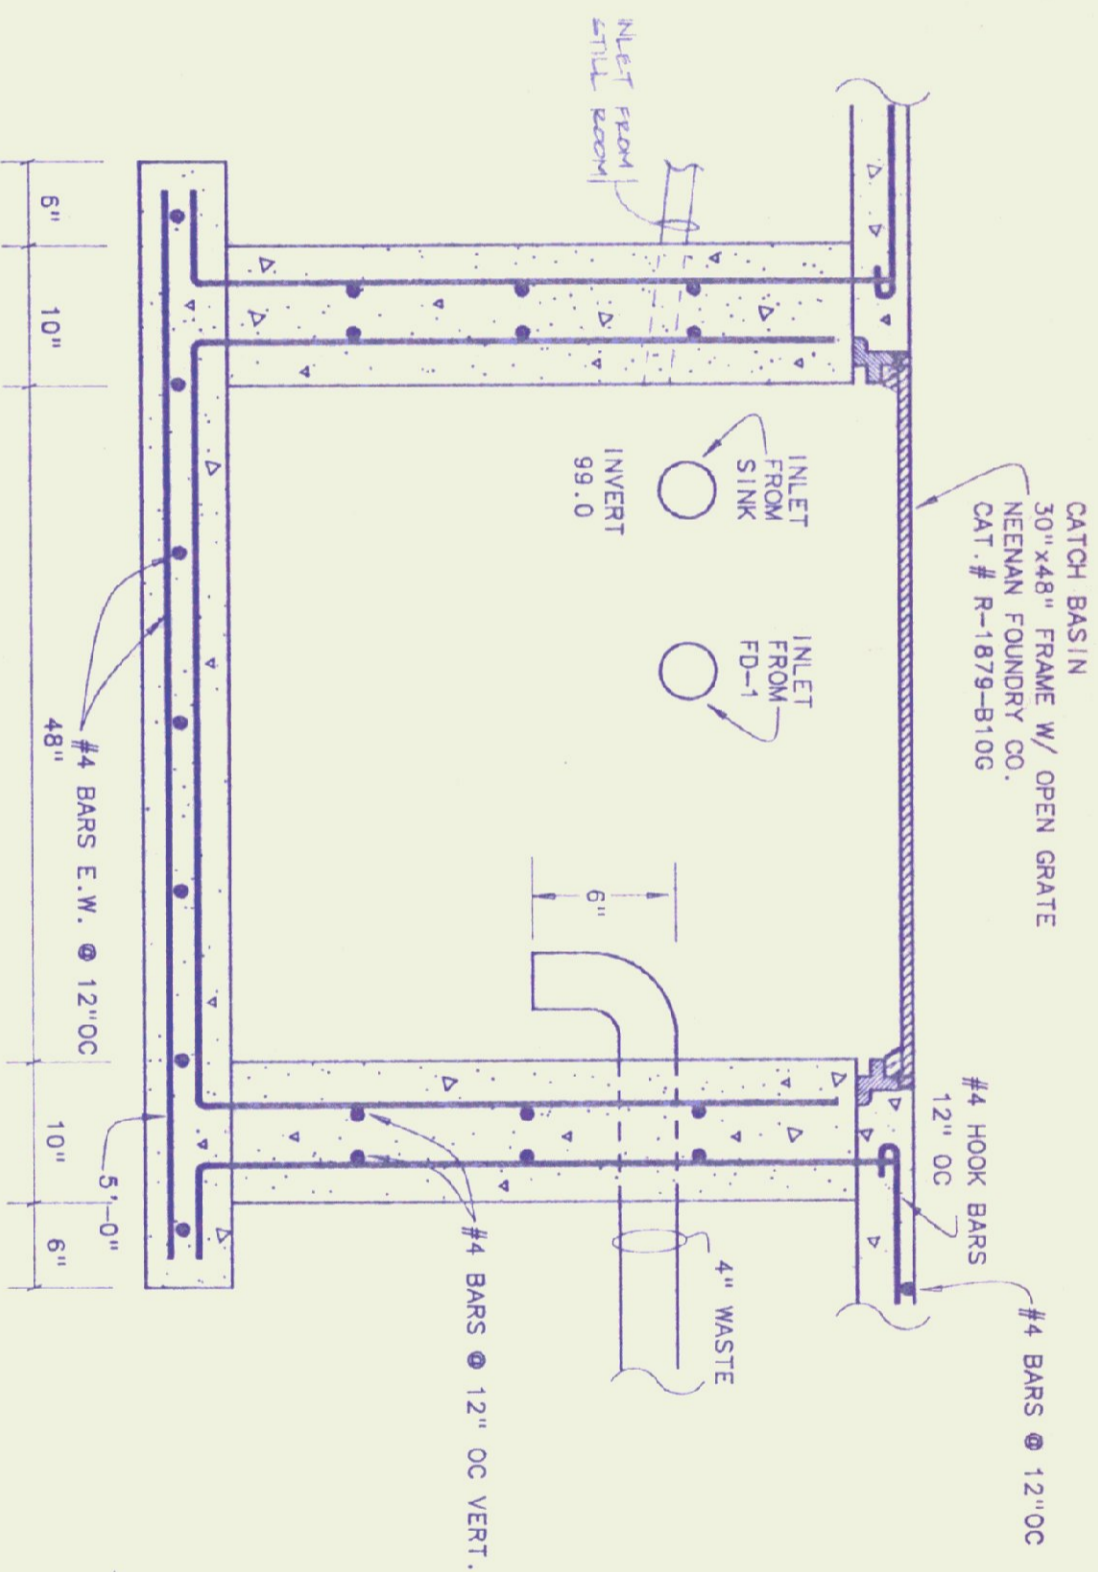 CATCH BASIN
30"x48" FRAME W/ OPEN GRATE
NEENAN FOUNDRY CO.
CAT.# R-1879-B10G
#4 HOOK BARS
12" OC
#4 BARS @ 12"OC
INLET FROM
STILL ROOM
INLET
FROM
SINK
INVERT
99.0
INLET
FROM
FD-1
6"
4" WASTE
#4 BARS @ 12" OC VERT.
#4 BARS E.W. @ 12"OC
5'-0"
6"
10"
48"
10"
6"